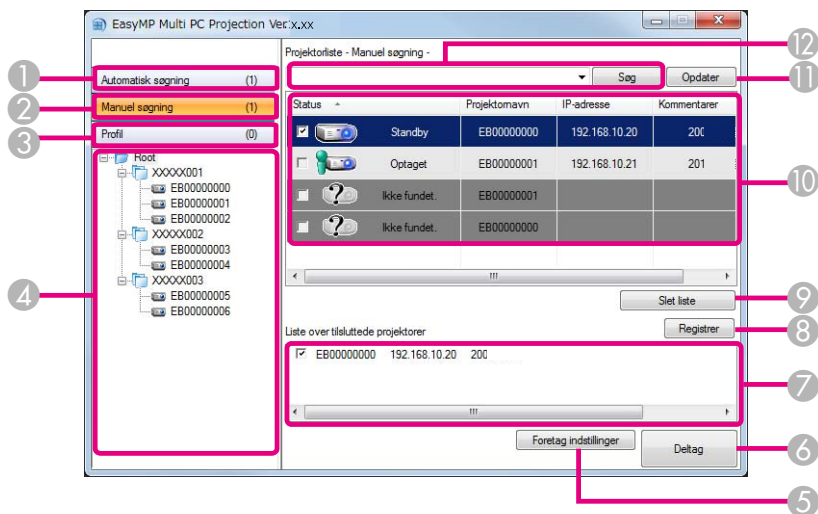 EasyMP Multi PC Projection Ver.x.xx
Projektorliste - Manuel søgning -
12
1
Automatisk søgning (1)
Søg
Opdater
11
2
Manuel søgning (1)
Status Projektornavn IP-adresse Kommentarer
3
Profil (0)
Standby EB00000000 192.168.10.20 200
Root
XXXXX001
Optaget EB00000001 192.168.10.21 201
EB00000000
EB00000001
Ikke fundet. EB00000001
10
EB00000002
XXXXX002
Ikke fundet. EB00000000
EB00000003
EB00000004
XXXXX003
4
EB00000005
EB00000006
Slet liste
9
Liste over tilsluttede projektorer
Registrer
8
EB00000000 192.168.10.20 200
7
Foretag indstillinger
Deltag
6
5